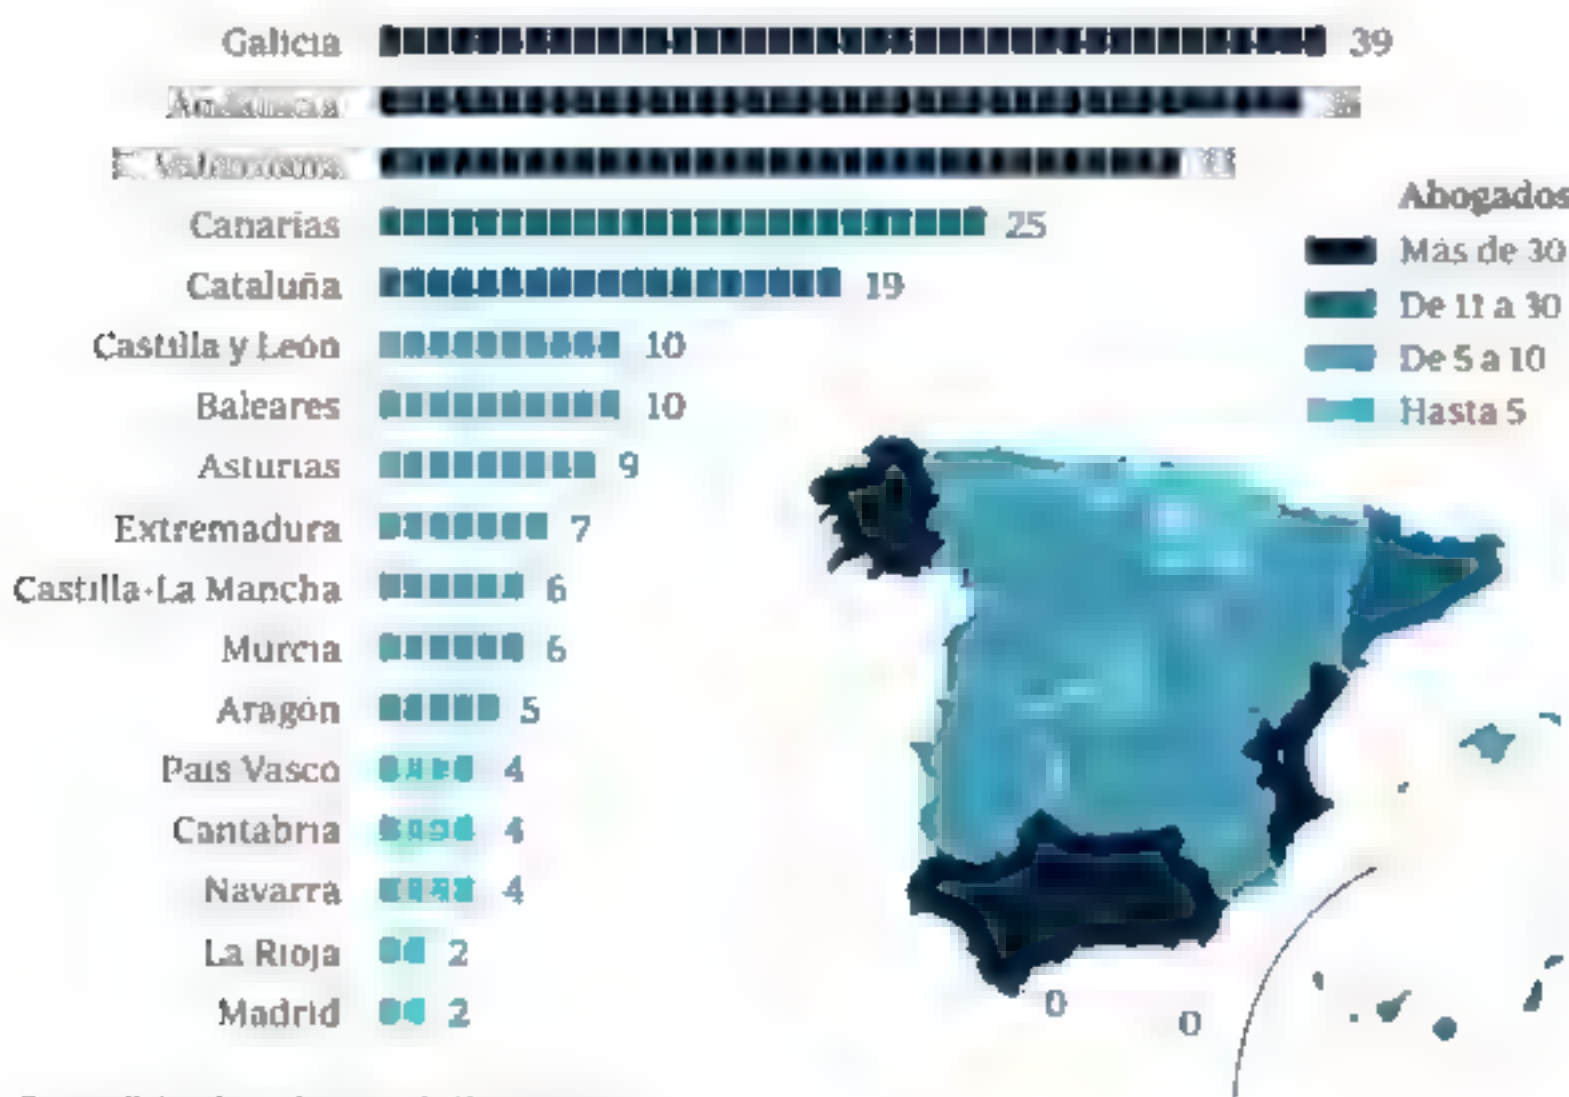 Galicia 39
Canarias 25
Cataluña 19
Castilla y León 10
Baleares 10
Asturias 9
Extremadura 7
Castilla-La Mancha 6
Murcia 6
Aragón 5
País Vasco 4
Cantabria 4
Navarra 4
La Rioja 2
Madrid 2
Abogados
Más de 30
De 11 a 30
De 5 a 10
Hasta 5
0
0